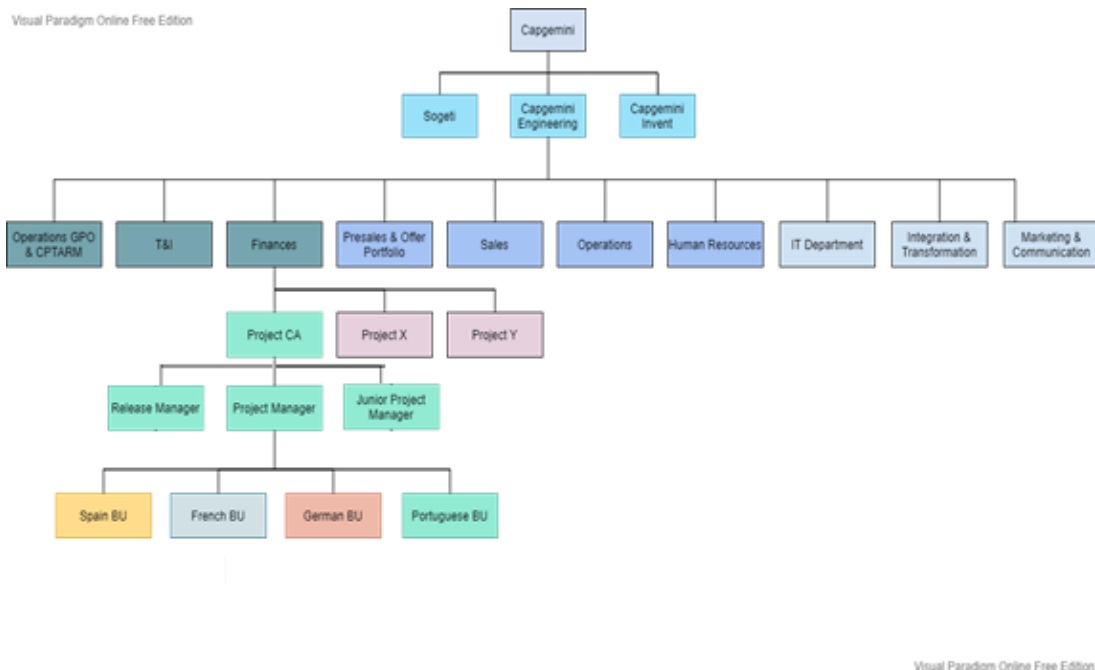 Visual Paradigm Online Free Edition
Capgemini
Sogeti
Capgemini
Engineering
Capgemini
Invent
Operations GPO
& CPTARM
T&I
Finances
Presales & Offer
Portfolio
Sales
Operations
Human Resources
IT Department
Integration &
Transformation
Marketing &
Communication
Project CA
Project X
Project Y
Release Manager
Project Manager
Junior Project
Manager
Spain BU
French BU
German BU
Portuguese BU
Visual Paradigm Online Free Edition